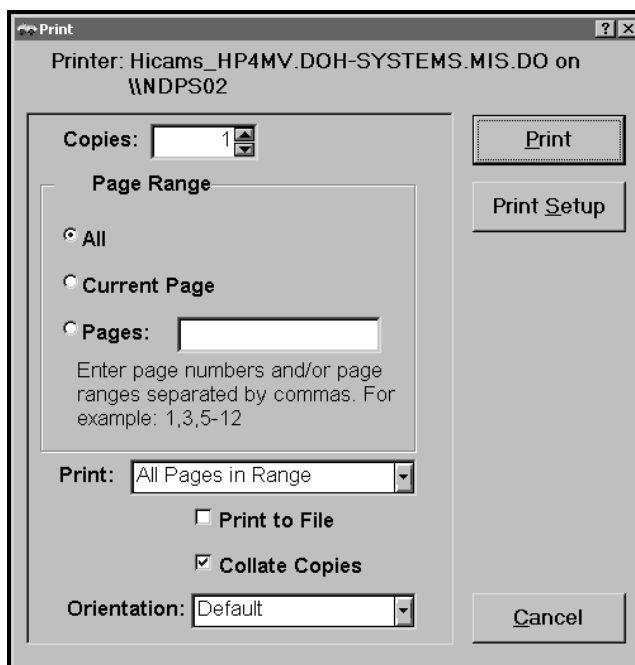 Print
Printer: Hicams_HP4MV.DOH-SYSTEMS.MIS.DO on
\\NDPS02
Copies: 1
Print
Page Range
Print Setup
All
Current Page
Pages:
Enter page numbers and/or page
ranges separated by commas. For
example: 1,3,5-12
Print: All Pages in Range
Print to File
Collate Copies
Orientation: Default
Cancel